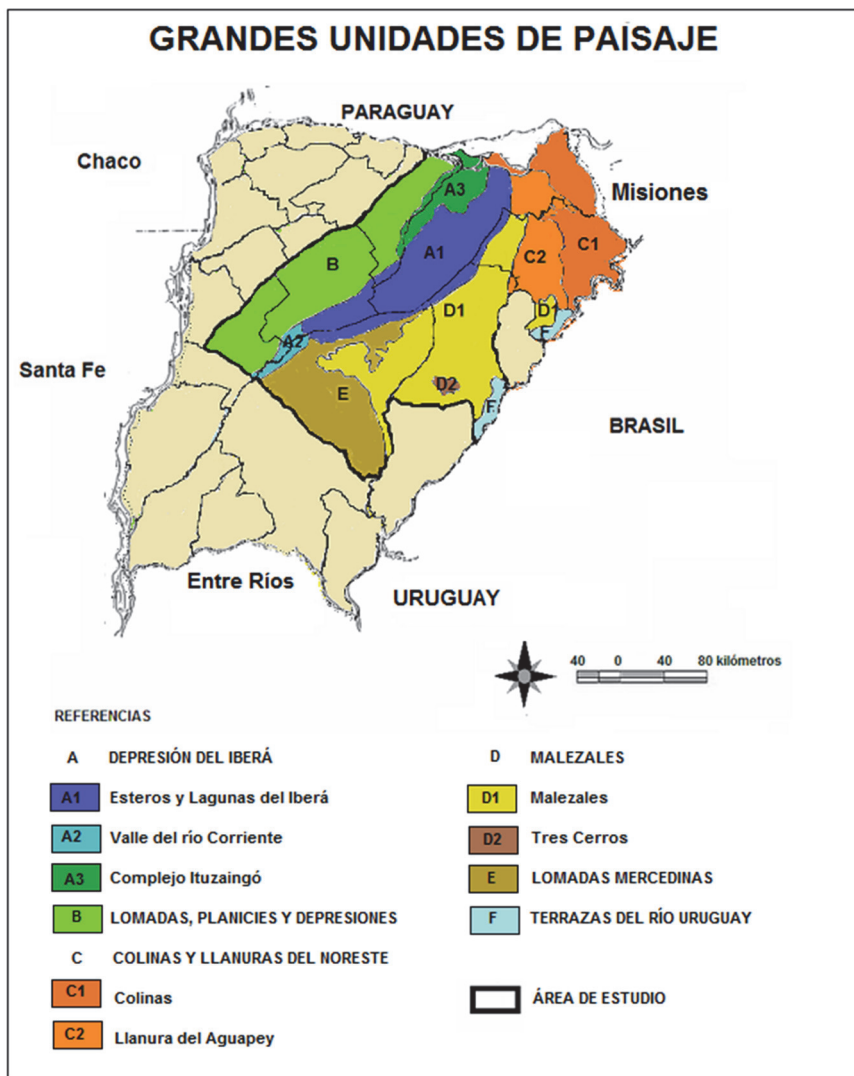 GRANDES UNIDADES DE PAISAJE
PARAGUAY
Chaco
Misiones
A3
B
A1
C2
C1
D1
D1
A2
F
Santa Fe
E
D2
F
BRASIL
Entre Ríos
URUGUAY
40 0 40 80 kilómetros
REFERENCIAS
A DEPRESIÓN DEL IBERÁ
A1 Esteros y Lagunas del Iberá
A2 Valle del río Corriente
A3 Complejo Ituzaingó
B LOMADAS, PLANICIES Y DEPRESIONES
C COLINAS Y LLANURAS DEL NORESTE
C1 Colinas
C2 Llanura del Aguapey
D MALEZALES
D1 Malezales
D2 Tres Cerros
E LOMADAS MERCEDINAS
F TERRAZAS DEL RÍO URUGUAY
ÁREA DE ESTUDIO